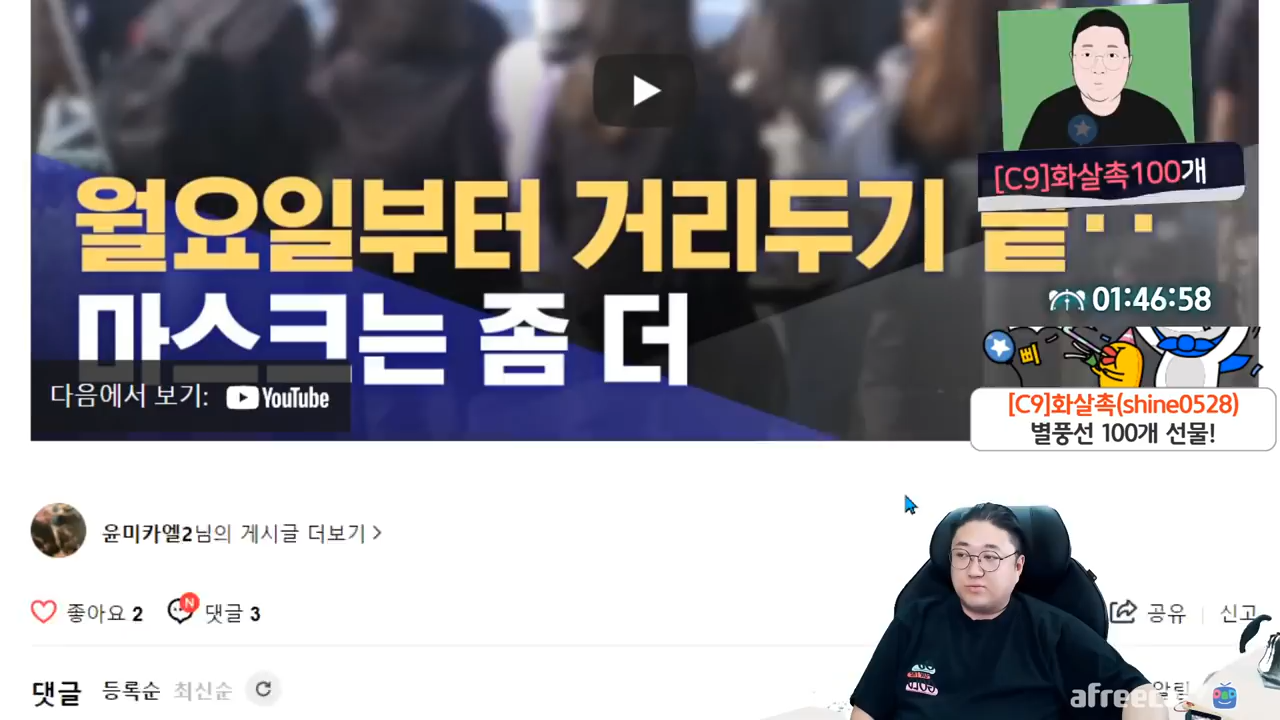 [C9]화살촉100개
월요일부터 거리두기 끝..
마스크는 좀 더
01:46:58
삐
다음에서 보기: YouTube
[C9]화살촉(shine0528)
별풍선 100개 선물!
윤미카엘2님의 게시글 더보기 >
좋아요 2 N 댓글 3
공유 신고
댓글 등록순 최신순
알림